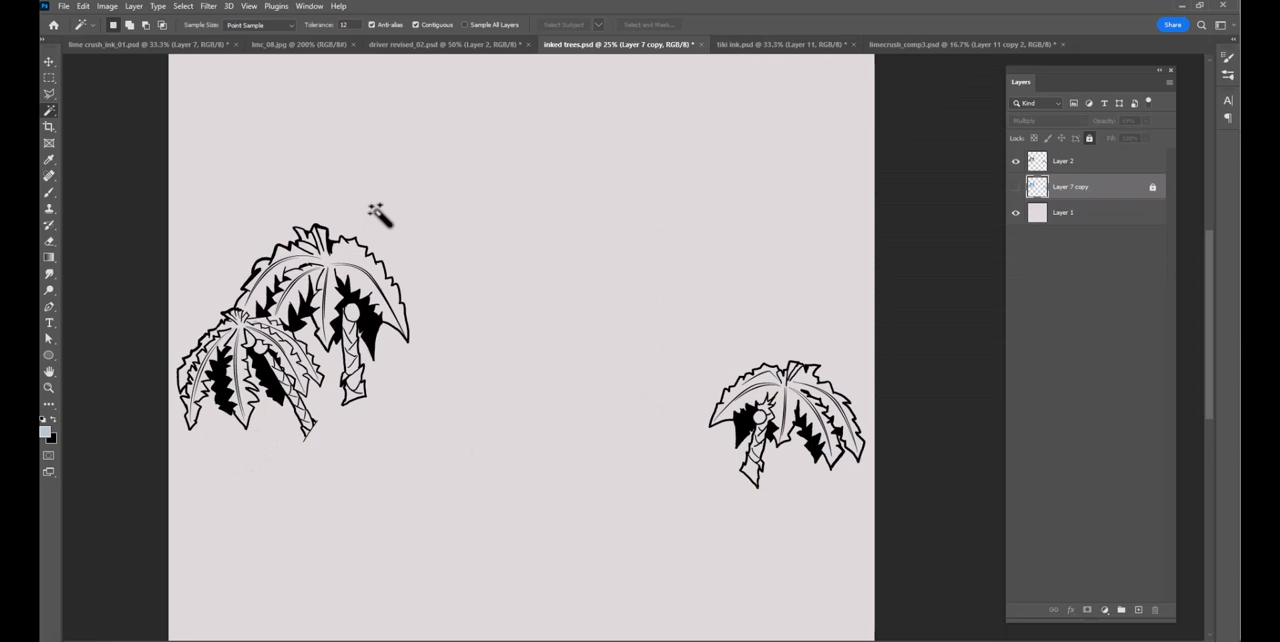 Ps File Edit Image Layer Type Select Filter 3D View Plugins Window Help
Sample Size: Point Sample Tolerance: 12 Anti-alias Contiguous Sample All Layers Select Subject Select and Mask... Share
lime crush_ink_01.psd @ 33.3% (Layer 7, RGB/8) * × lmc_08.jpg @ 200% (RGB/8#) × driver revised_02.psd @ 50% (Layer 2, RGB/8) * × inked trees.psd @ 25% (Layer 7 copy, RGB/8) * × tiki ink.psd @ 33.3% (Layer 11, RGB/8) * × limecrush_comp3.psd @ 16.7% (Layer 11 copy 2, RGB/8) * ×
Layers
Kind
Multiply Opacity:
Lock: Fill: 100%
Layer 2
Layer 7 copy
Layer 1
fx